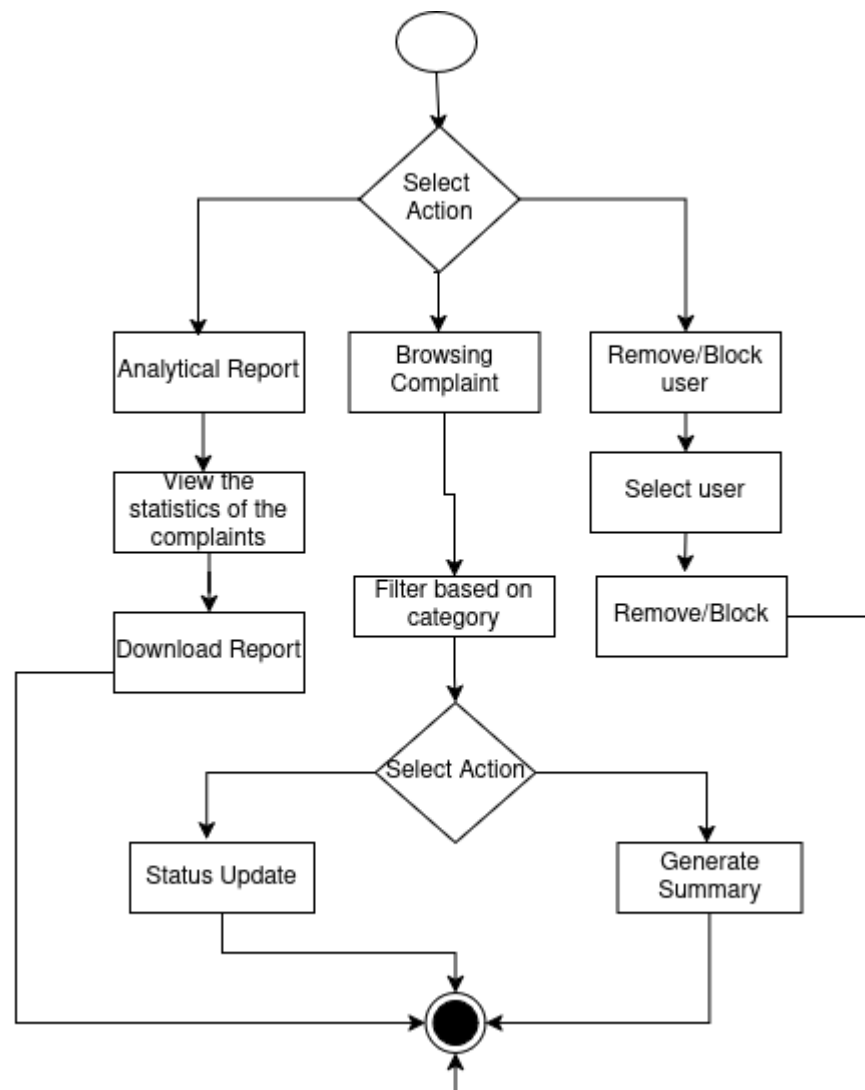 Select
Action
Analytical Report
Browsing
Complaint
Remove/Block
user
View the
statistics of the
complaints
Select user
Filter based on
category
Remove/Block
Download Report
Select Action
Status Update
Generate
Summary